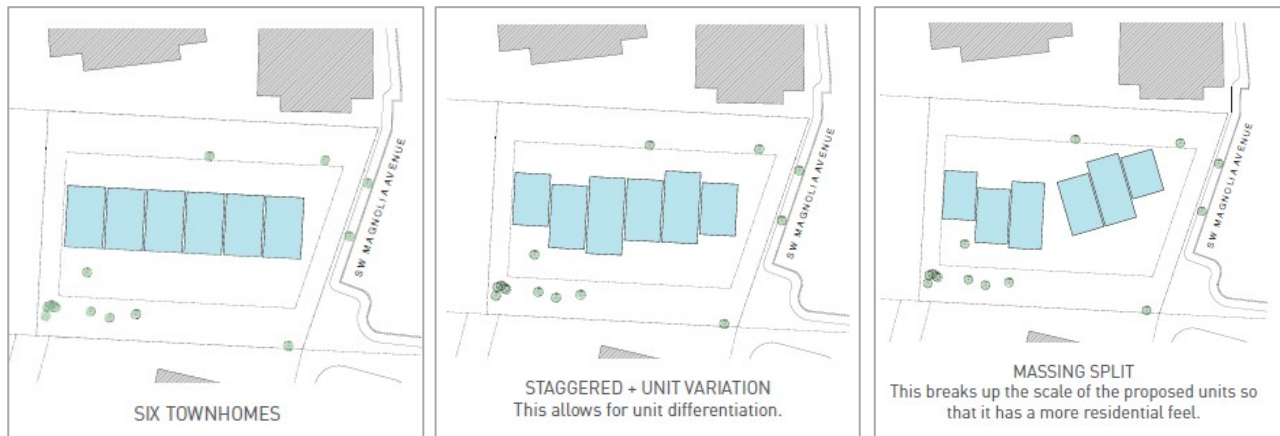 SW MAGNOLIA AVENUE
SIX TOWNHOMES
SW MAGNOLIA AVENUE
STAGGERED + UNIT VARIATION
This allows for unit differentiation.
SW MAGNOLIA AVENUE
MASSING SPLIT
This breaks up the scale of the proposed units so
that it has a more residential feel.